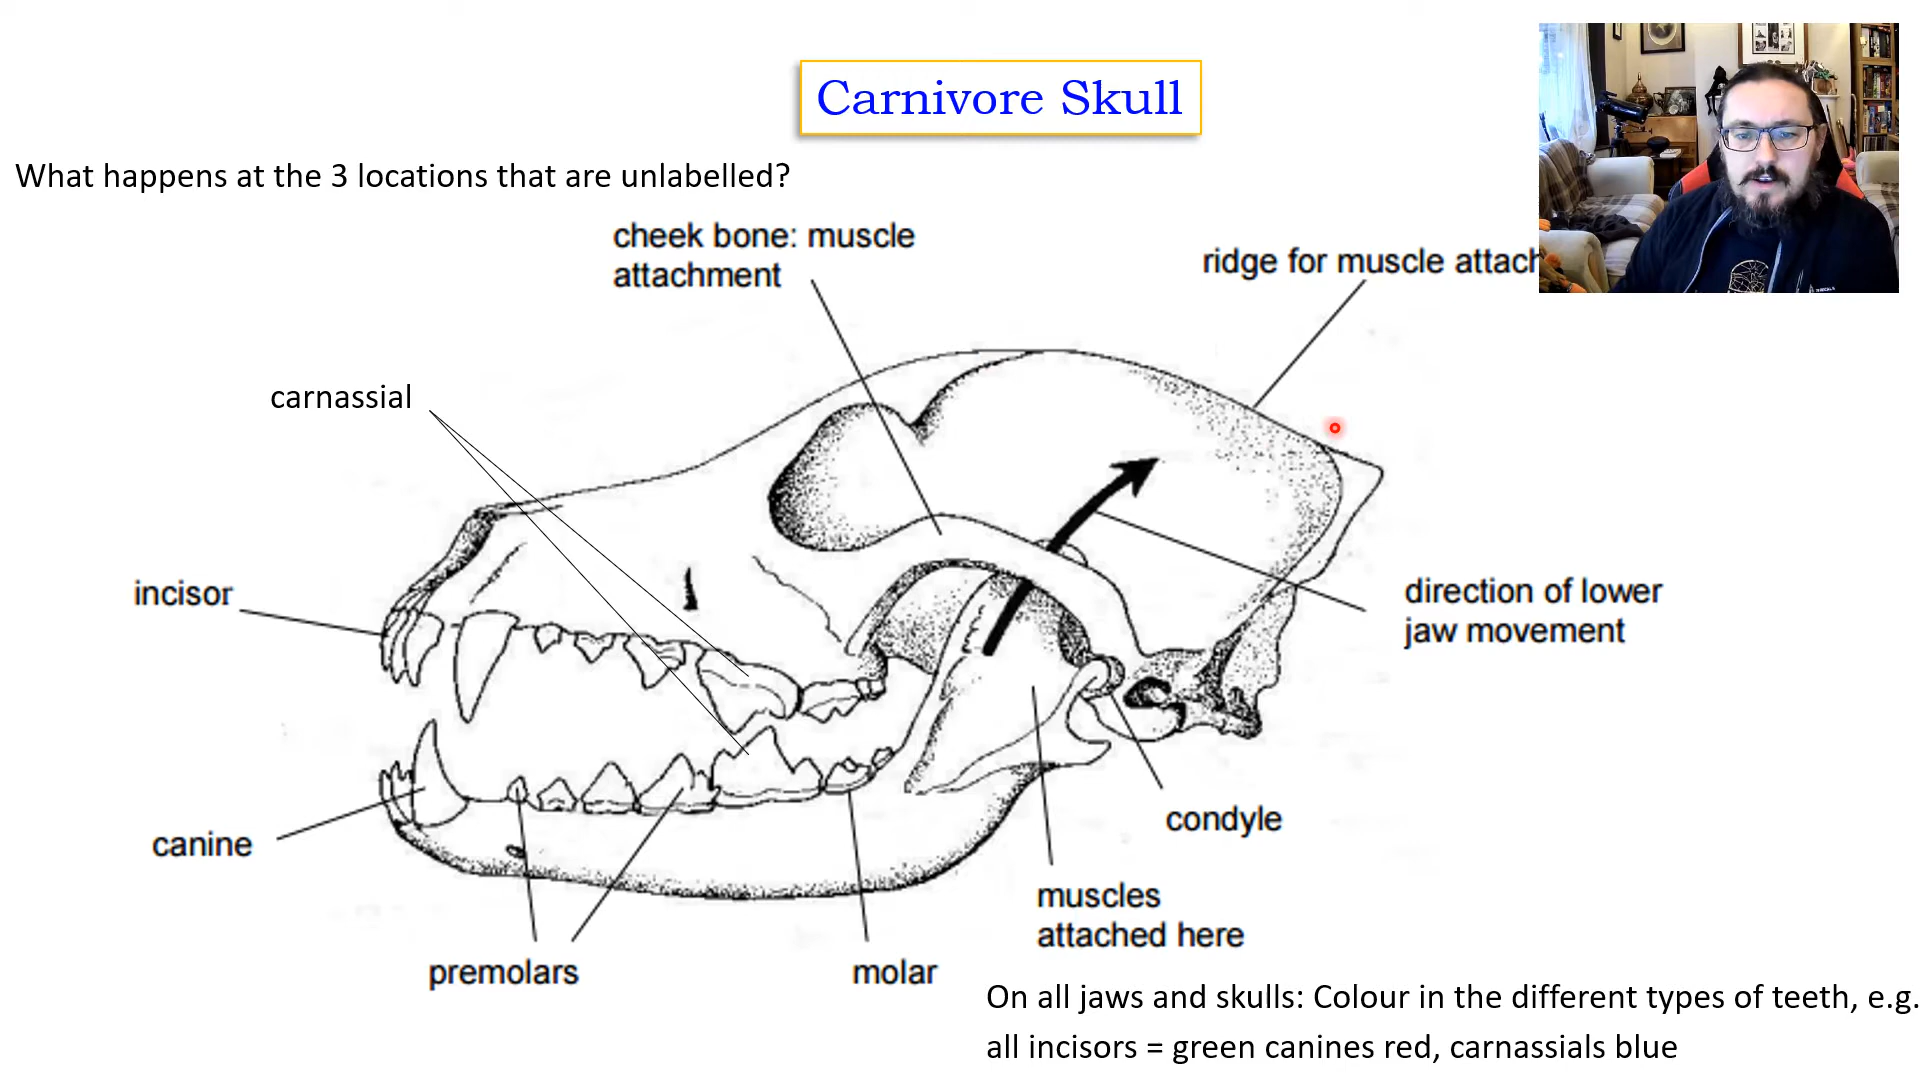 Carnivore Skull
What happens at the 3 locations that are unlabelled?
cheek bone: muscle
attachment
ridge for muscle attach
carnassial
incisor
direction of lower
jaw movement
canine
condyle
muscles
attached here
premolars
molar
On all jaws and skulls: Colour in the different types of teeth, e.g.
all incisors = green canines red, carnassials blue